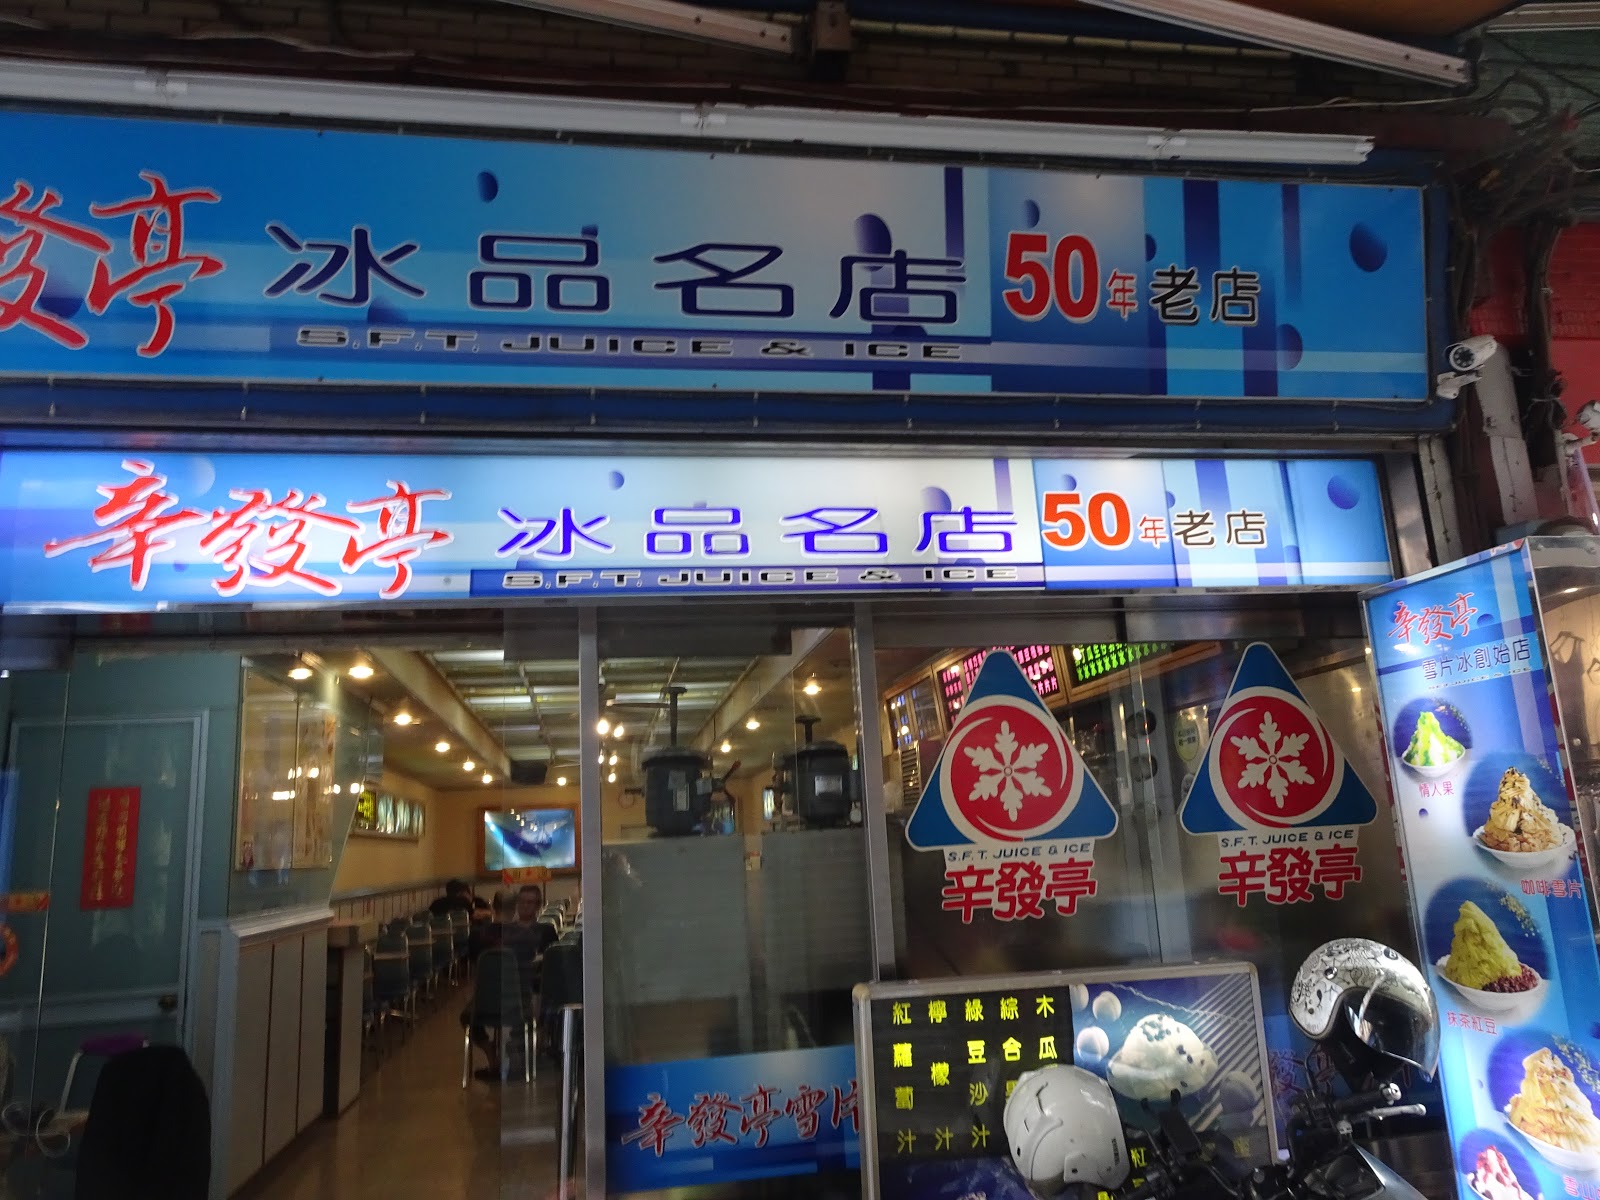 發亭 冰品名店 50年老店
S.F.T. JUICE & ICE
辛發亭 冰品名店 50年老店
S.F.T. JUICE & ICE
S.F.T. JUICE & ICE
辛發亭
S.F.T. JUICE & ICE
辛發亭
辛發亭
雪片冰創始店
情人果
咖啡雪片
抹茶紅豆
雪山
辛發亭雪片
木瓜
綜合
綠豆沙
檸檬汁
紅蘿蔔汁